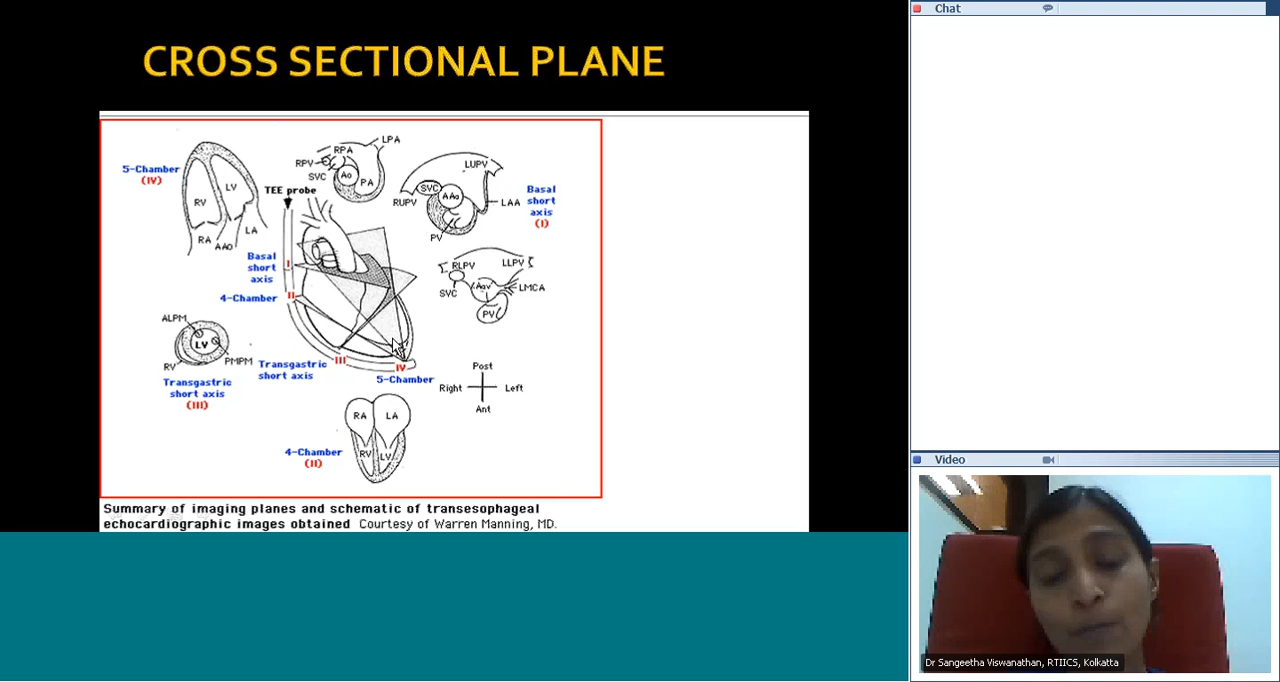 CROSS SECTIONAL PLANE
5-Chamber
(IV)
RV
LV
RA
AAo
LA
TEE probe
RPA
LPA
RPV
SVC
Ao
PA
LUPV
SVC
AAo
RUPV
LAA
PV
Basal
short
axis
(I)
Basal
short
axis
I
4-Chamber
II
RLPV
LLPV
SVC
Aov
LMCA
PV
ALPM
LV
RV
PMPM
Transgastric
short axis
(III)
Transgastric
short axis
III
IV
5-Chamber
Post
Right
Left
Ant
4-Chamber
(II)
RA
LA
RV
LV
Summary of imaging planes and schematic of transesophageal
echocardiographic images obtained Courtesy of Warren Manning, MD.
Chat
Video
Dr Sangeetha Viswanathan, RTIICS, Kolkatta